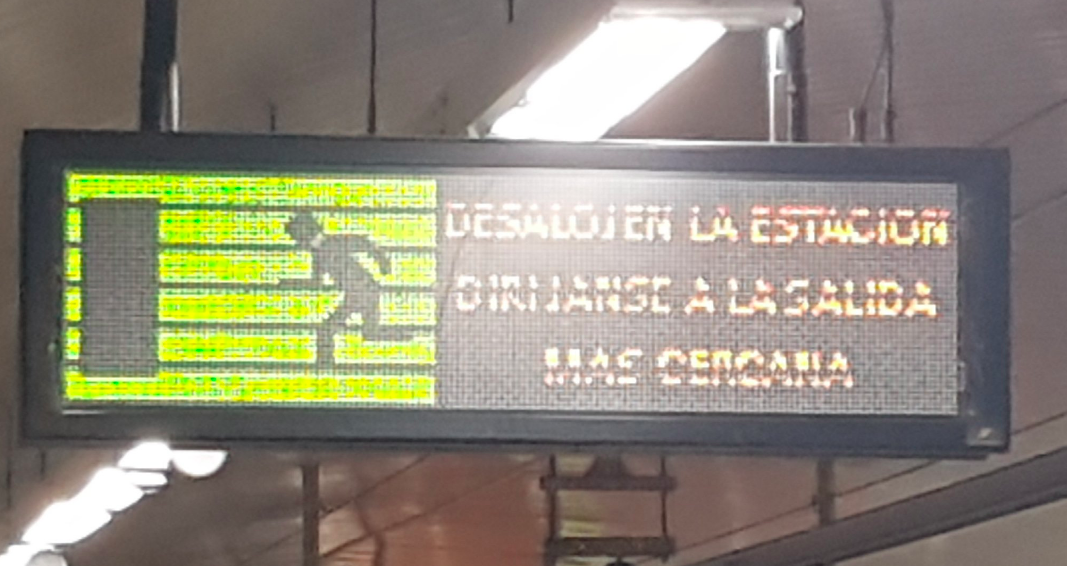 DESALOJEN LA ESTACION
DIRIJANSE A LA SALIDA
MAS CERCANA